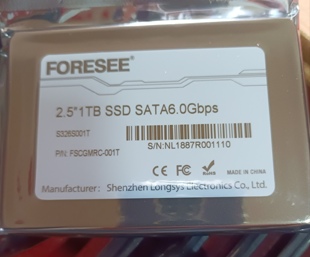 FORESEE®
2.5"1TB SSD SATA6.0Gbps
S326S001T
S/N:NL1887R001110
P/N: FSCGMRC-001T
CE FC MADE IN CHINA
Manufacturer: Shenzhen Longsys Electronics Co., Ltd.